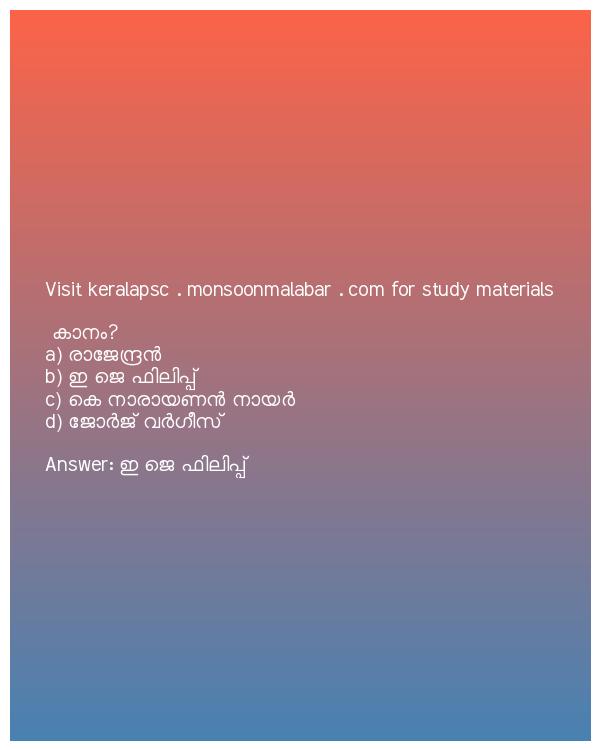 Visit keralapsc . monsoonmalabar . com for study materials
കാനം?
a) രാജേന്ദ്രൻ
b) ഇ ജെ ഫിലിപ്പ്
c) കെ നാരായണൻ നായർ
d) ജോർജ് വർഗീസ്
Answer: ഇ ജെ ഫിലിപ്പ്